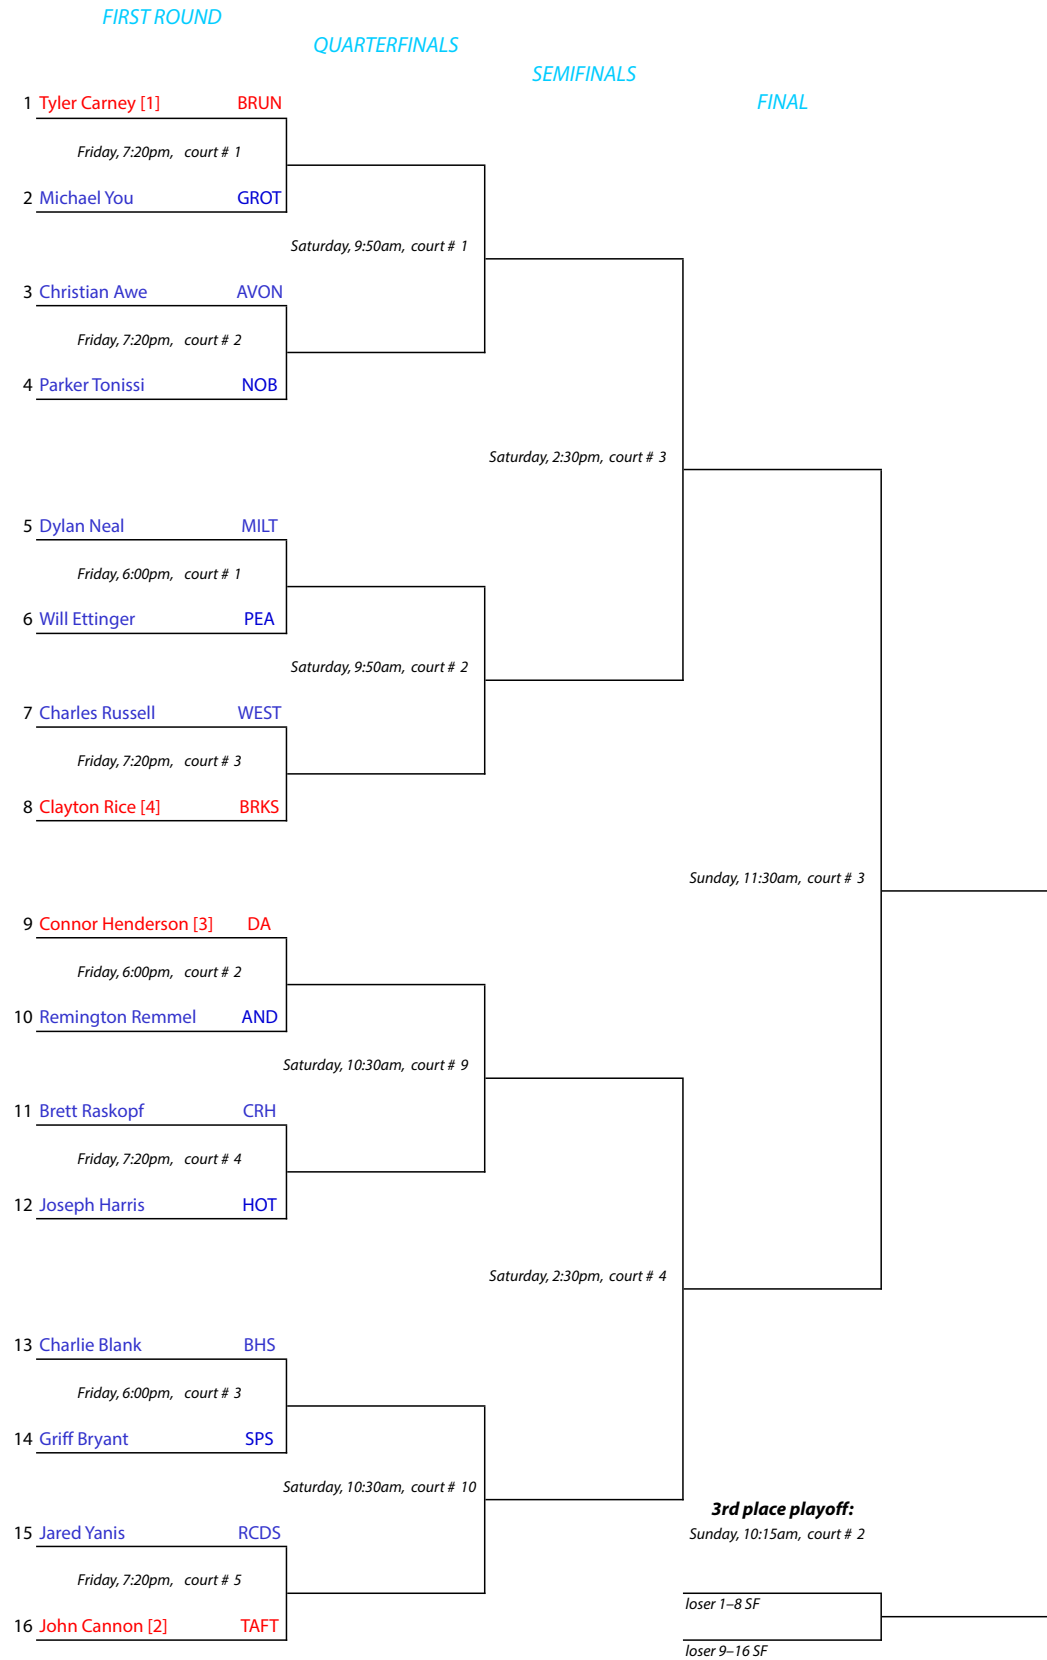 FIRST ROUND
QUARTERFINALS
SEMIFINALS
FINAL
1 Tyler Carney [1] BRUN
Friday, 7:20pm, court # 1
2 Michael You GROT
Saturday, 9:50am, court # 1
3 Christian Awe AVON
Friday, 7:20pm, court # 2
4 Parker Tonissi NOB
Saturday, 2:30pm, court # 3
5 Dylan Neal MILT
Friday, 6:00pm, court # 1
6 Will Ettinger PEA
Saturday, 9:50am, court # 2
7 Charles Russell WEST
Friday, 7:20pm, court # 3
8 Clayton Rice [4] BRKS
Sunday, 11:30am, court # 3
9 Connor Henderson [3] DA
Friday, 6:00pm, court # 2
10 Remington Remmel AND
Saturday, 10:30am, court # 9
11 Brett Raskopf CRH
Friday, 7:20pm, court # 4
12 Joseph Harris HOT
Saturday, 2:30pm, court # 4
13 Charlie Blank BHS
Friday, 6:00pm, court # 3
14 Griff Bryant SPS
Saturday, 10:30am, court # 10
3rd place playoff:
Sunday, 10:15am, court # 2
15 Jared Yanis RCDS
Friday, 7:20pm, court # 5
16 John Cannon [2] TAFT
loser 1–8 SF
loser 9–16 SF